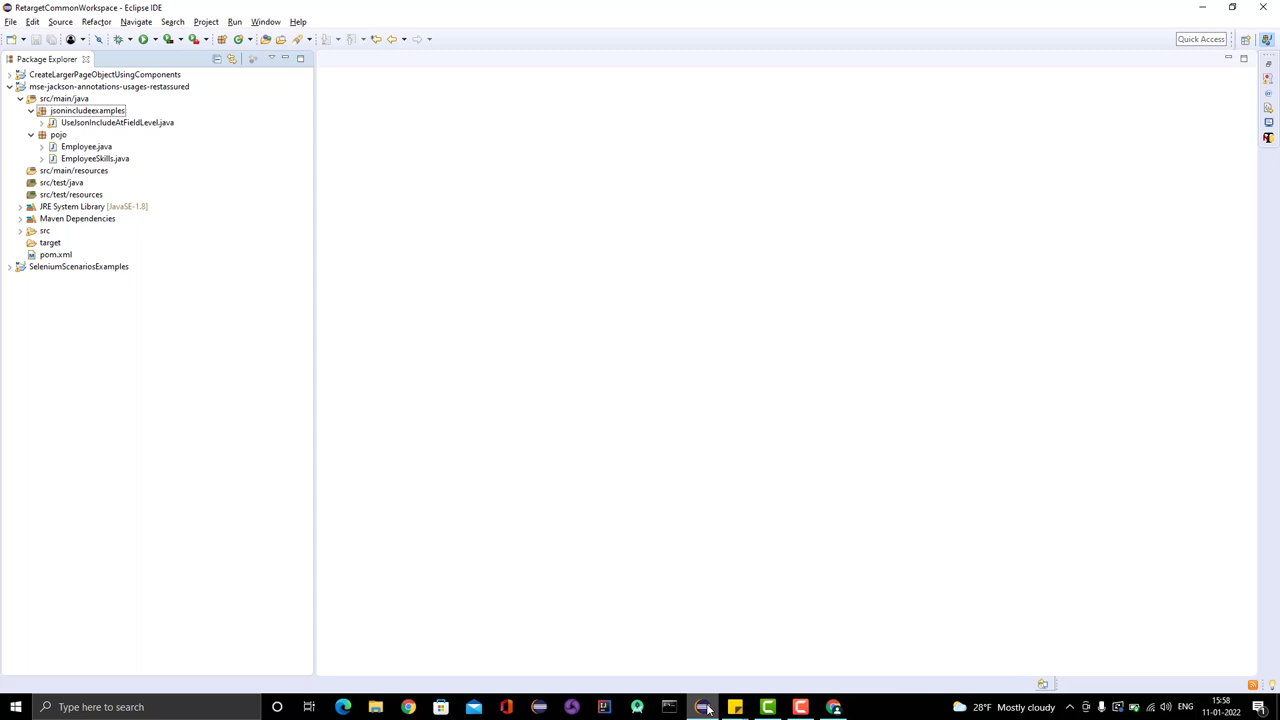 RetargetCommonWorkspace - Eclipse IDE
File Edit Source Refactor Navigate Search Project Run Window Help
Quick Access
Package Explorer
CreateLargerPageObjectUsingComponents
mse-jackson-annotations-usages-restassured
src/main/java
jsonincludeexamples
UseJsonIncludeAtFieldLevel.java
pojo
Employee.java
EmployeeSkills.java
src/main/resources
src/test/java
src/test/resources
JRE System Library [JavaSE-1.8]
Maven Dependencies
src
target
pom.xml
SeleniumScenariosExamples
Type here to search
28°F Mostly cloudy
15:58
11-01-2022